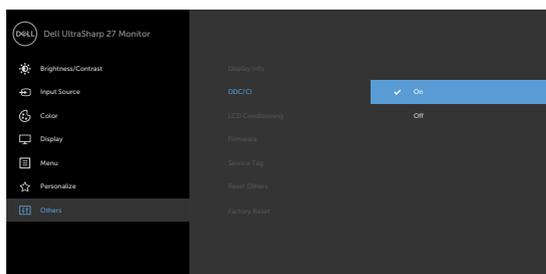 DELL Dell UltraSharp 27 Monitor
Brightness/Contrast
Input Source
Color
Display
Menu
Personalize
Others
Display Info
DDC/CI
LCD Conditioning
Firmware
Service Tag
Reset Others
Factory Reset
On
Off